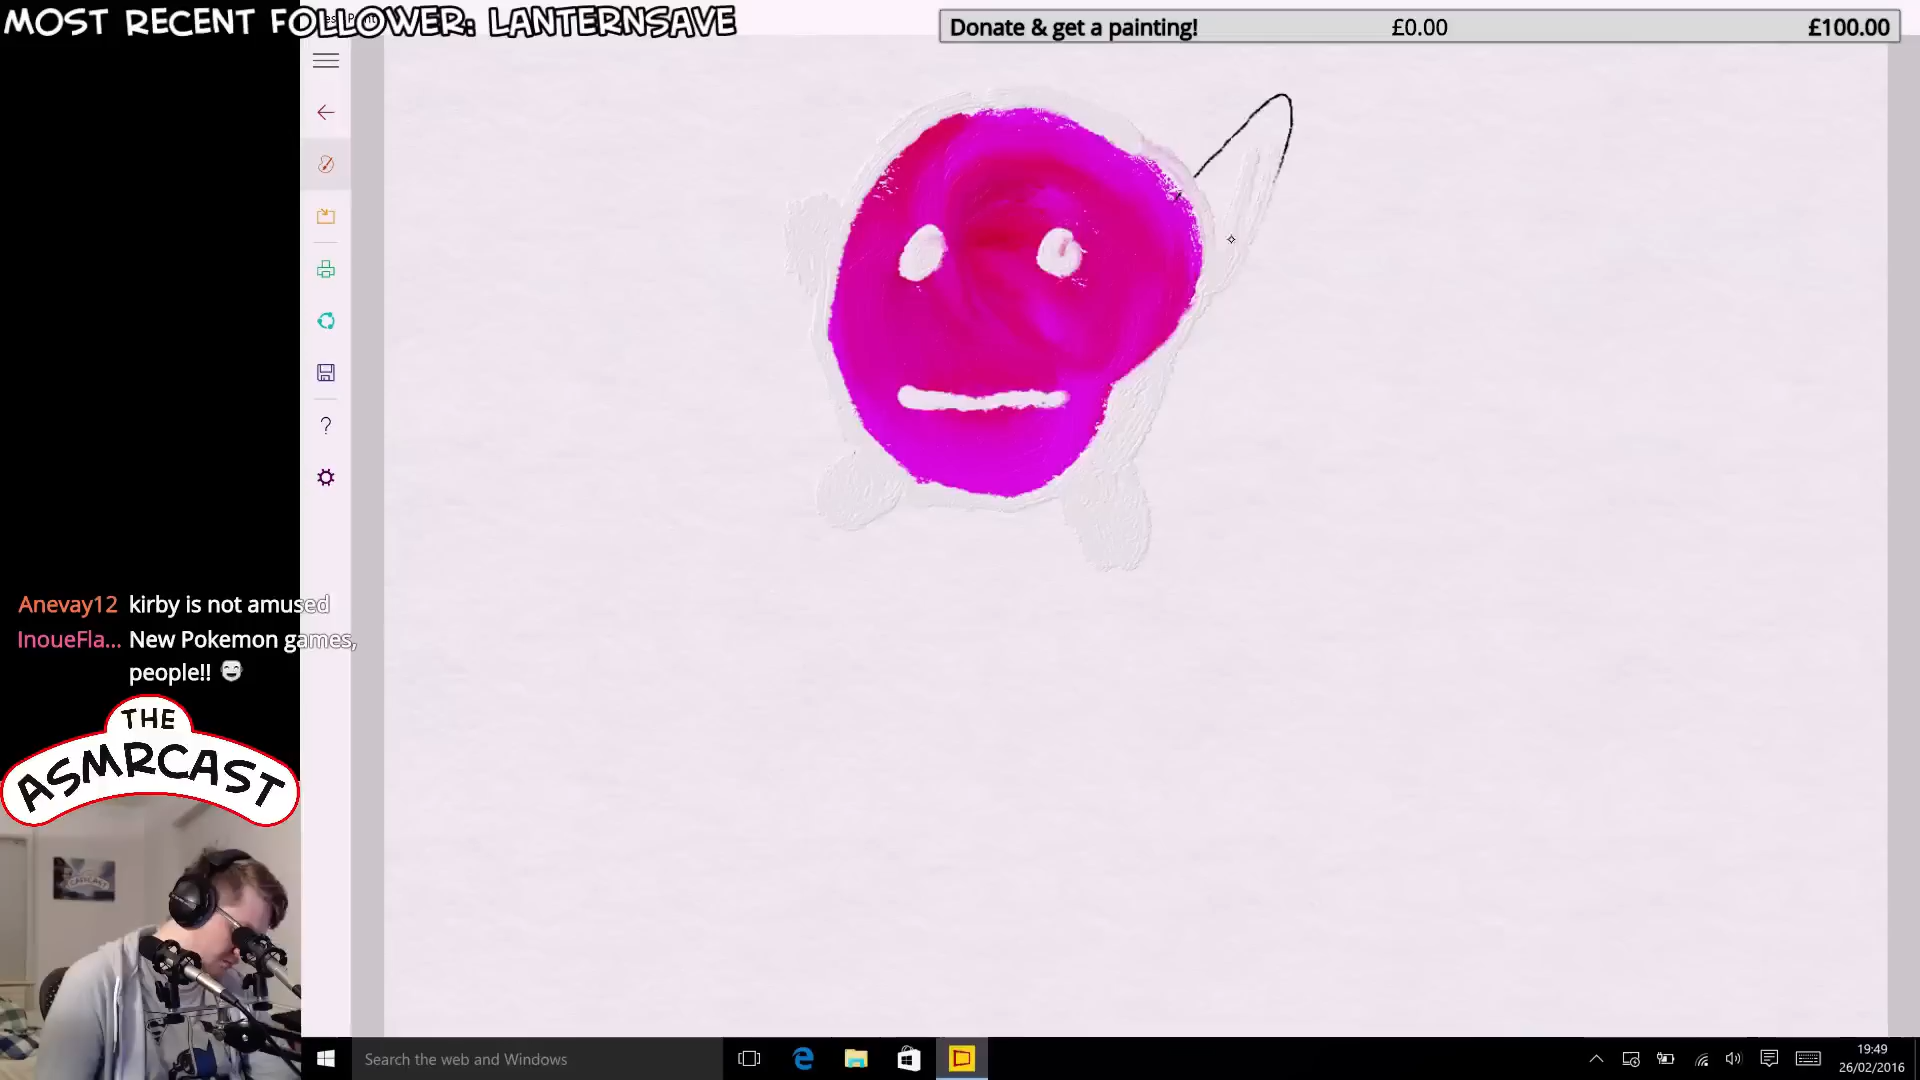 MOST RECENT FOLLOWER: LANTERNSAVE
Donate & get a painting! £0.00 £100.00
Anevay12 kirby is not amused
InoueFla... New Pokemon games,
people!!
THE
ASMRCAST
Search the web and Windows
19:49
26/02/2016